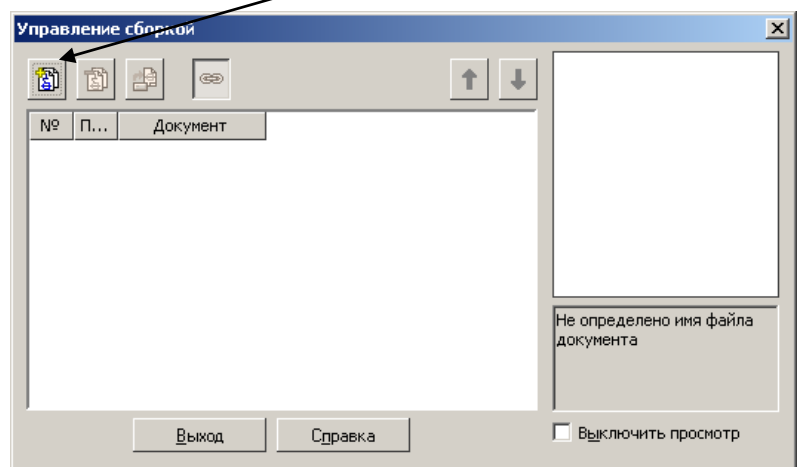 Управление сборкой
№ П... Документ
Не определено имя файла
документа
Выход Справка Выключить просмотр